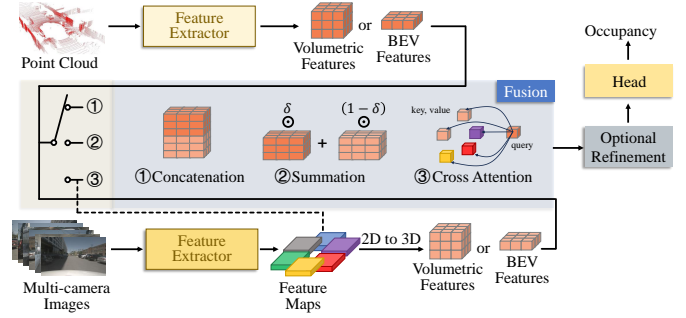 Point Cloud
Feature
Extractor
Volumetric
Features
or
BEV
Features
Occupancy
Head
Optional
Refinement
Fusion
①
②
③
①Concatenation
δ
⊙
+
(1−δ)
⊙
②Summation
key, value
query
③Cross Attention
Multi-camera
Images
Feature
Extractor
Feature
Maps
2D to 3D
Volumetric
Features
or
BEV
Features